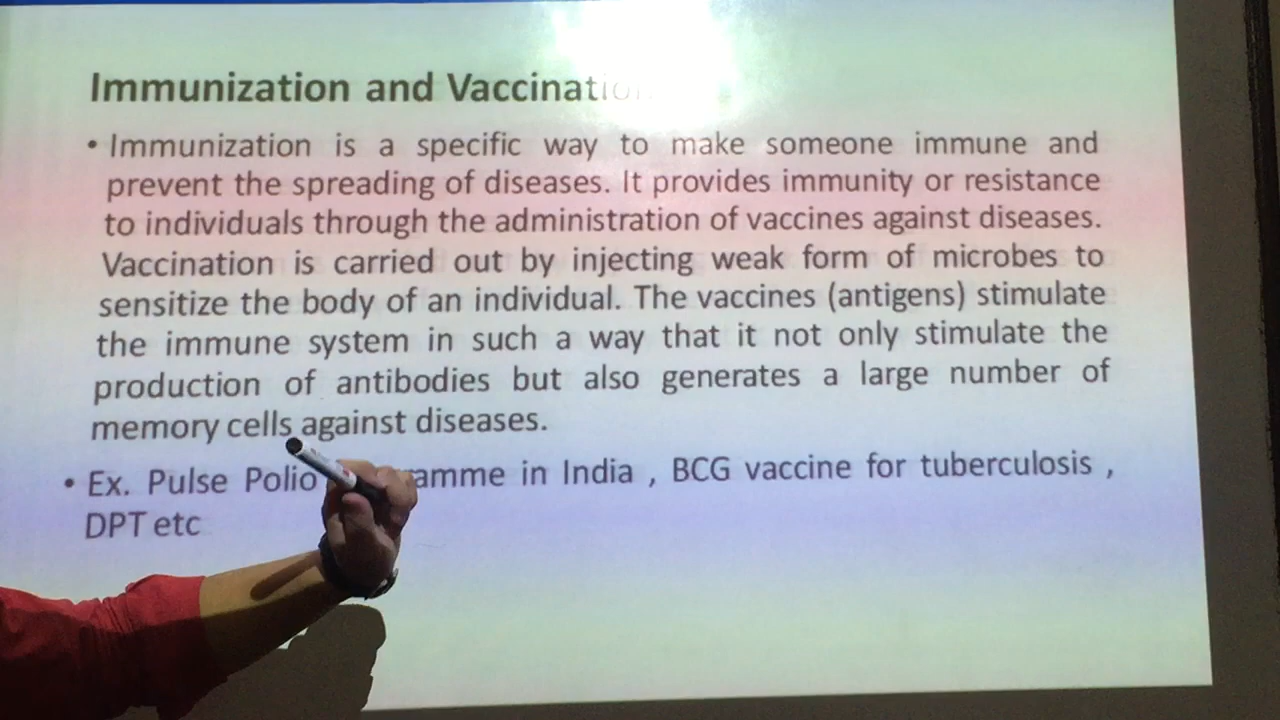 Immunization and Vaccination
• Immunization is a specific way to make someone immune and
prevent the spreading of diseases. It provides immunity or resistance
to individuals through the administration of vaccines against diseases.
Vaccination is carried out by injecting weak form of microbes to
sensitize the body of an individual. The vaccines (antigens) stimulate
the immune system in such a way that it not only stimulate the
production of antibodies but also generates a large number of
memory cells against diseases.
• Ex. Pulse Polio ramme in India , BCG vaccine for tuberculosis ,
DPT etc